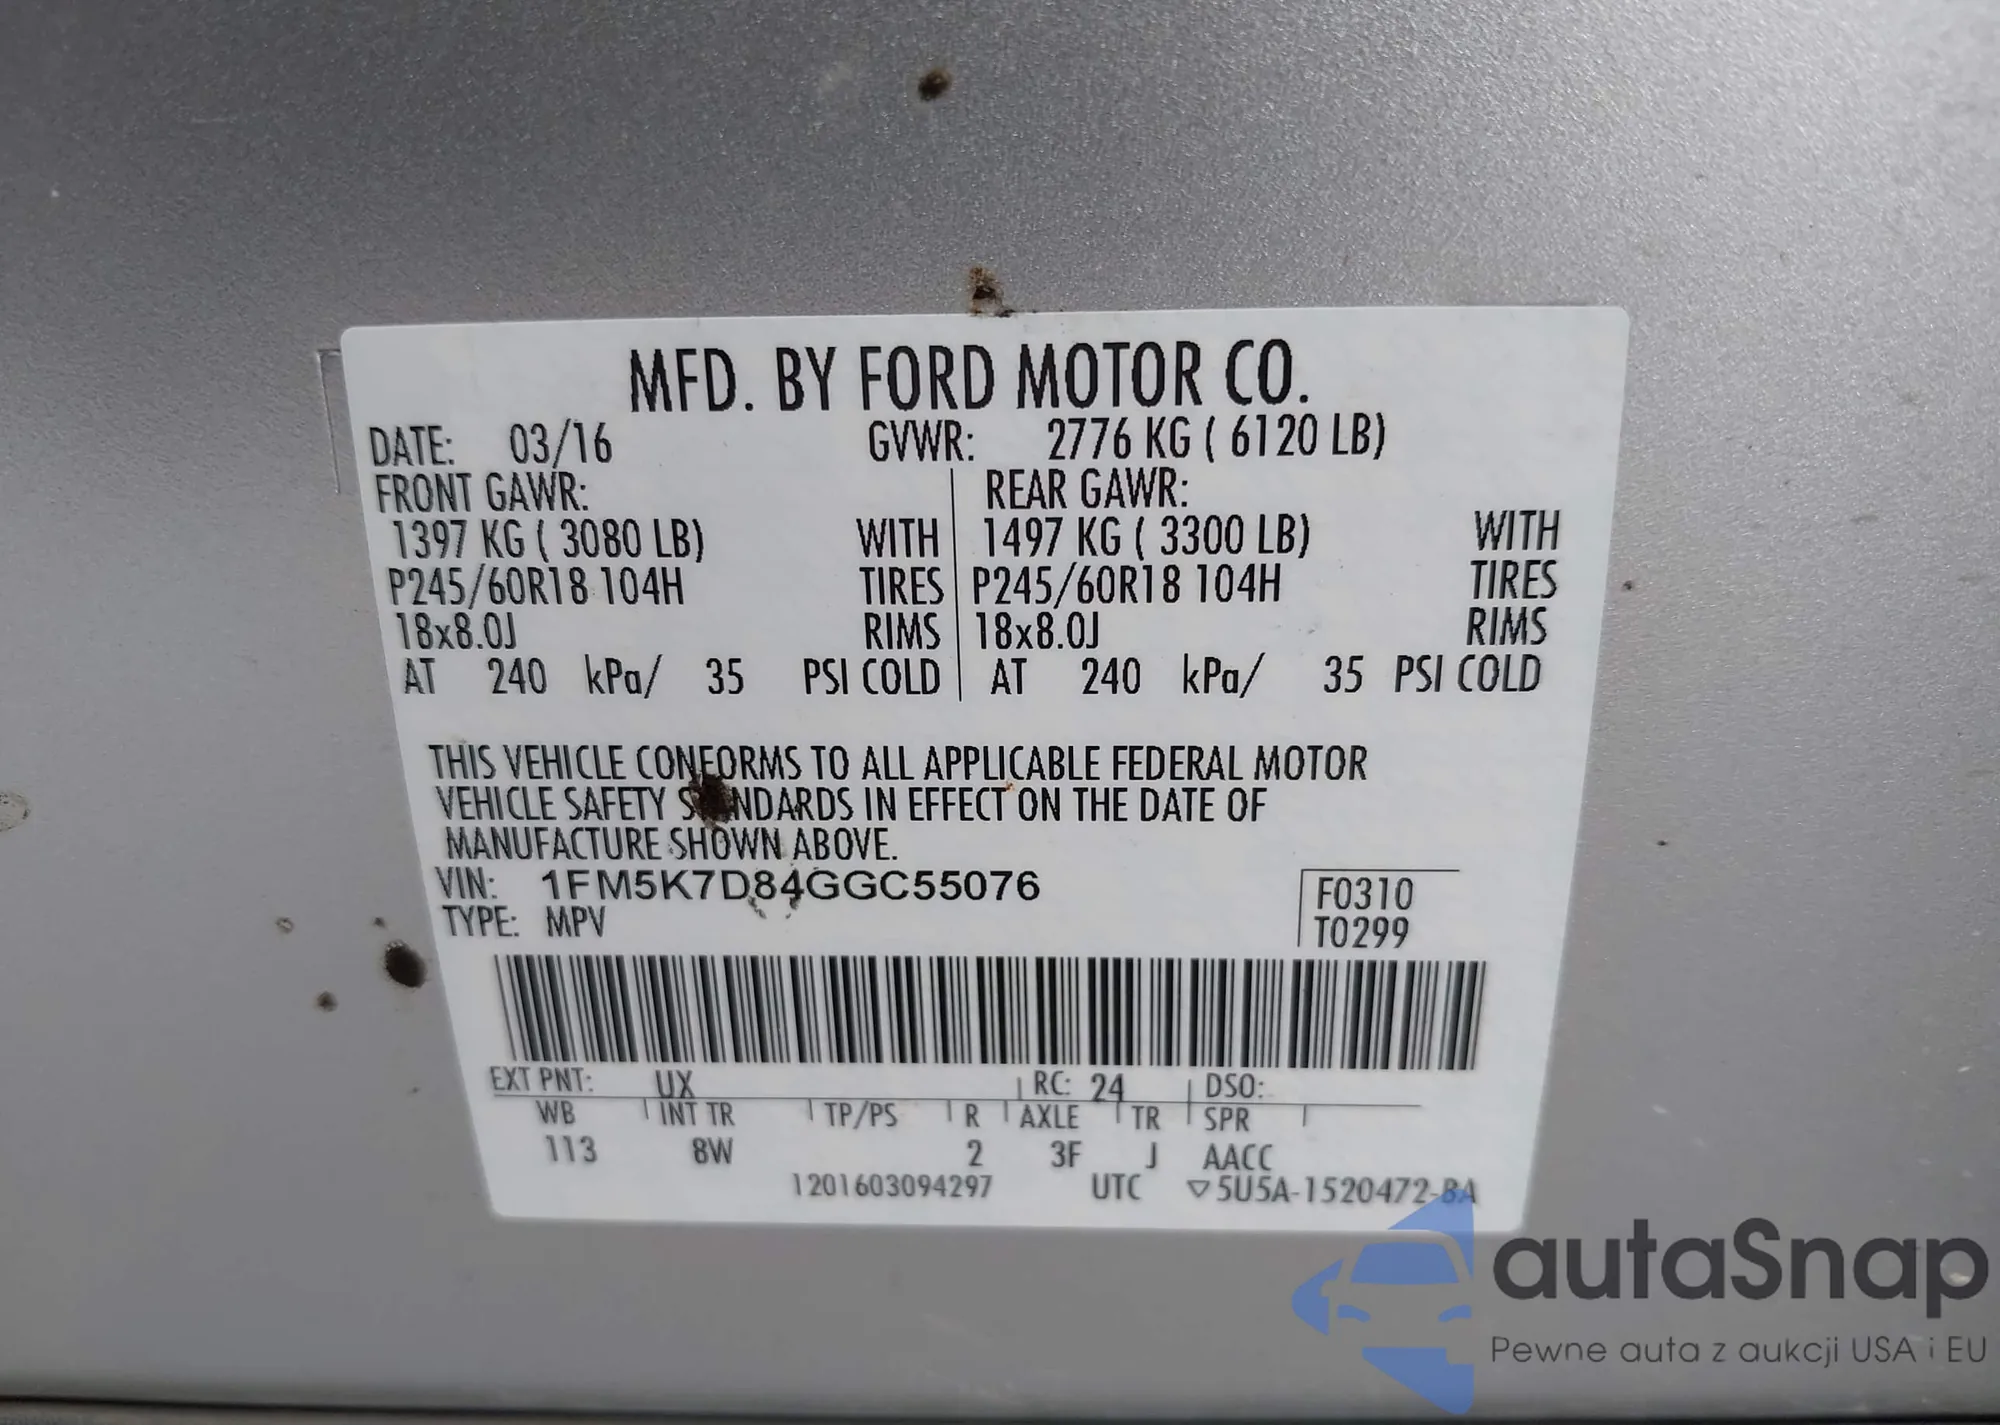 MFD. BY FORD MOTOR CO.
DATE: 03/16 GVWR: 2776 KG ( 6120 LB)
FRONT GAWR: REAR GAWR:
1397 KG ( 3080 LB) WITH 1497 KG ( 3300 LB) WITH
P245/60R18 104H TIRES P245/60R18 104H TIRES
18x8.0J RIMS 18x8.0J RIMS
AT 240 kPa/ 35 PSI COLD AT 240 kPa/ 35 PSI COLD
THIS VEHICLE CONFORMS TO ALL APPLICABLE FEDERAL MOTOR
VEHICLE SAFETY STANDARDS IN EFFECT ON THE DATE OF
MANUFACTURE SHOWN ABOVE.
VIN: 1FM5K7D84GGC55076 F0310
TYPE: MPV T0299
EXT PNT: UX RC: 24 DSO:
WB INT TR TP/PS R AXLE TR SPR
113 8W 2 3F J AACC
1201603094297 UTC ▽5U5A-1520472-BA
autaSnap
Pewne auta z aukcji USA i EU